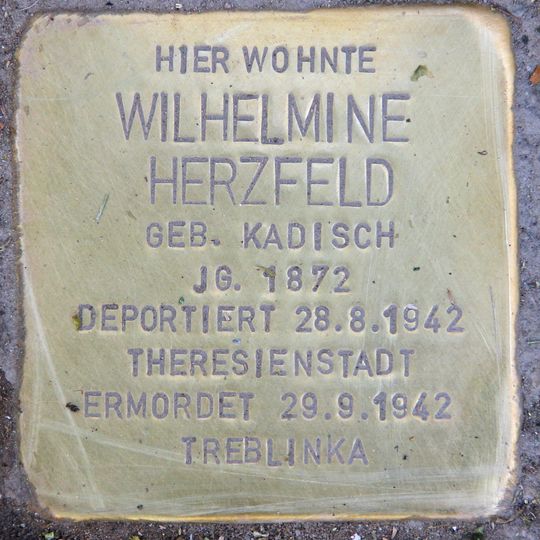 HIER WOHNTE
WILHELMINE
HERZFELD
GEB. KADISCH
JG. 1872
DEPORTIERT 28.8.1942
THERESIENSTADT
ERMORDET 29.9.1942
TREBLINKA